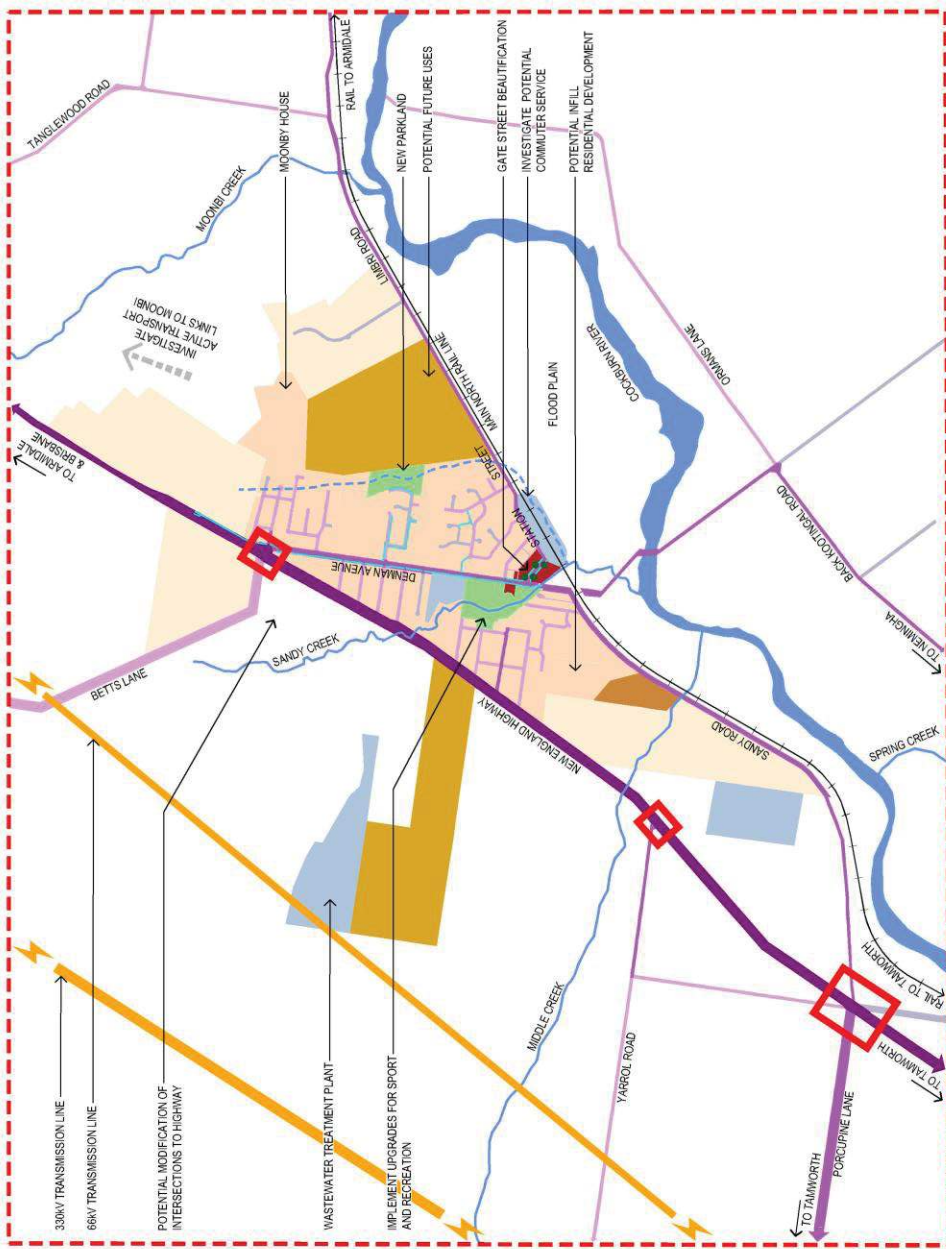 330kV TRANSMISSION LINE
66kV TRANSMISSION LINE
POTENTIAL MODIFICATION OF
INTERSECTIONS TO HIGHWAY
WASTEWATER TREATMENT PLANT
IMPLEMENT UPGRADES FOR SPORT
AND RECREATION
BETTS LANE
SANDY CREEK
TO ARMIDALE
& BRISBANE
INVESTIGATE
ACTIVE TRANSPORT
LINKS TO MOONBI
MOONBI CREEK
TANGLEWOOD ROAD
MOONBY HOUSE
NEW PARKLAND
POTENTIAL FUTURE USES
GATE STREET BEAUTIFICATION
INVESTIGATE POTENTIAL
COMMUTER SERVICE
POTENTIAL INFILL
RESIDENTIAL DEVELOPMENT
RAIL TO ARMIDALE
LIMBRI ROAD
MAIN NORTH RAIL LINE
STATION
STREET
DENMAN AVENUE
NEW ENGLAND HIGHWAY
FLOOD PLAIN
COCKBURN RIVER
ORMANS LANE
BACK KOOTINGAL ROAD
TO NEMINGHA
SANDY ROAD
SPRING CREEK
MIDDLE CREEK
YARROL ROAD
RAIL TO TAMWORTH
TO TAMWORTH
TO TAMWORTH
PORCUPINE LANE